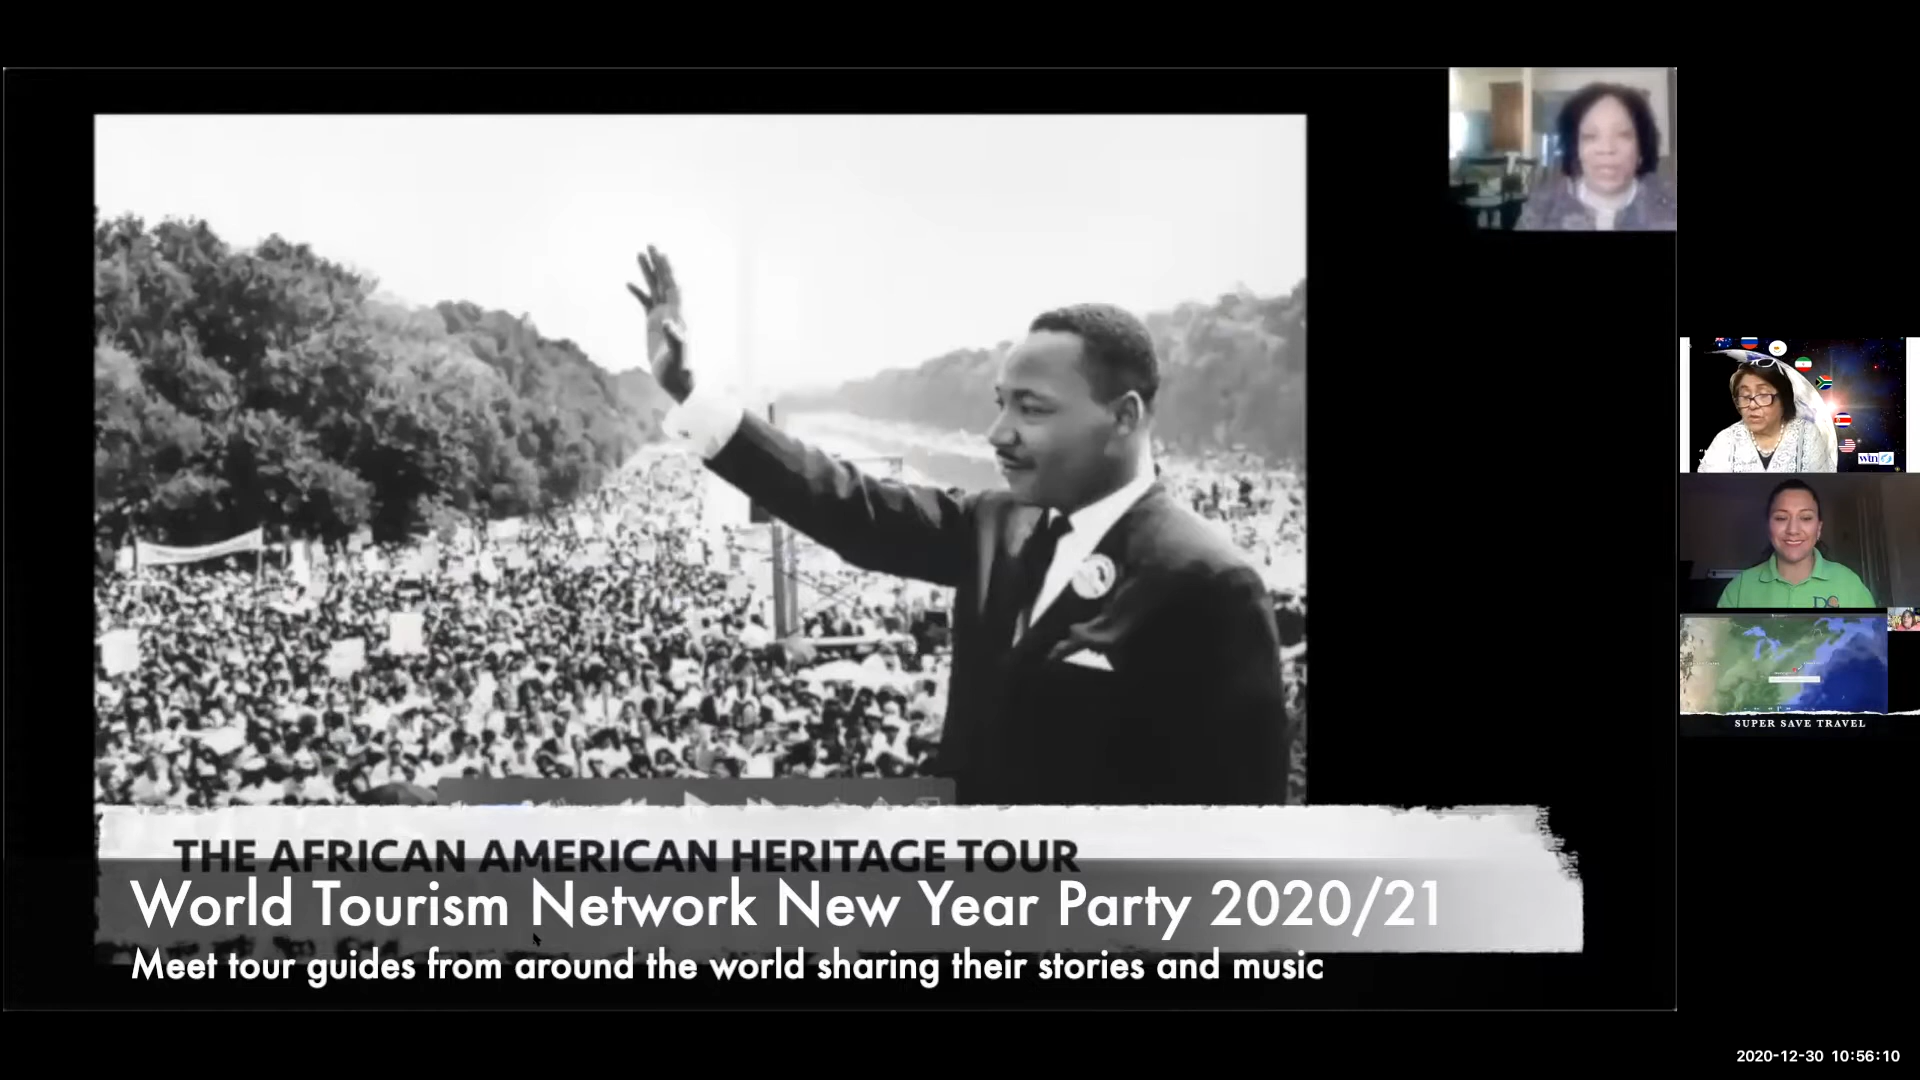 THE AFRICAN AMERICAN HERITAGE TOUR
World Tourism Network New Year Party 2020/21
Meet tour guides from around the world sharing their stories and music
wtn
SUPER SAVE TRAVEL
2020-12-30 10:56:10